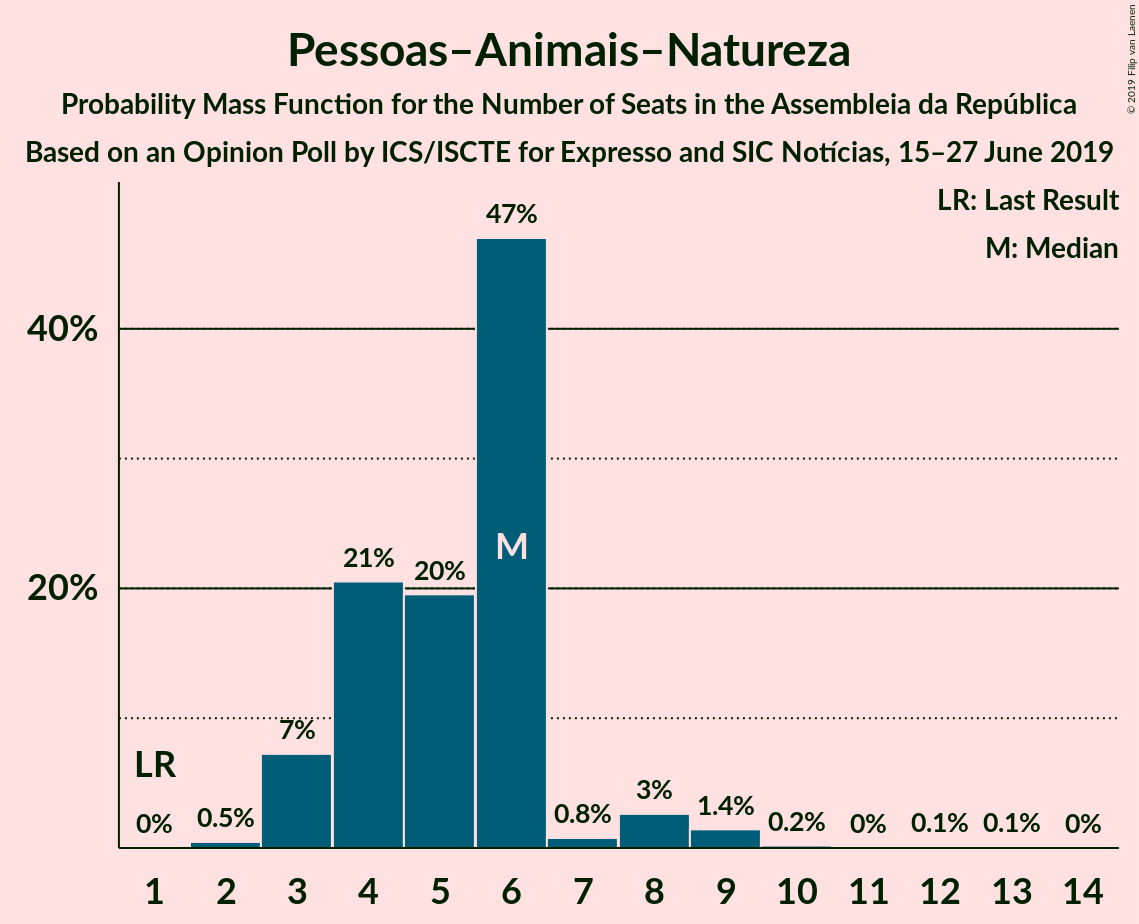 Pessoas–Animais–Natureza
Probability Mass Function for the Number of Seats in the Assembleia da República
Based on an Opinion Poll by ICS/ISCTE for Expresso and SIC Notícias, 15–27 June 2019
© 2019 Filip van Laenen
LR: Last Result
M: Median
47%
40%
M
21%
20%
20%
7%
LR
0%
0.5%
0.8%
3%
1.4%
0.2%
0%
0.1%
0.1%
0%
1 2 3 4 5 6 7 8 9 10 11 12 13 14